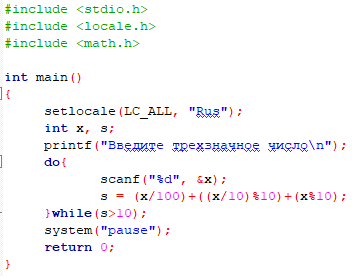 #include <stdio.h>
#include <locale.h>
#include <math.h>
int main()
{
setlocale(LC_ALL, "Rus");
int x, s;
printf("Введите трехзначное число\n");
do{
scanf("%d", &x);
s = (x/100)+((x/10)%10)+(x%10);
}while(s>10);
system("pause");
return 0;
}